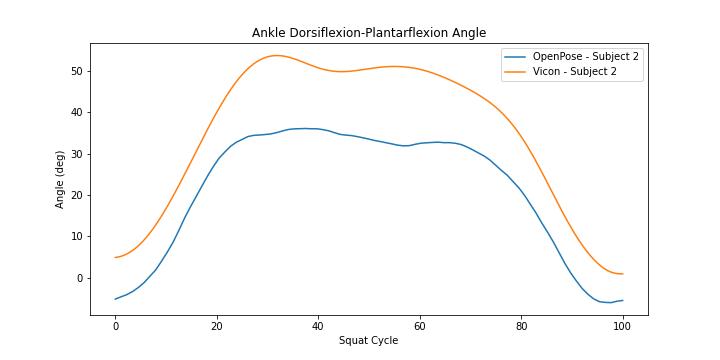 Ankle Dorsiflexion-Plantarflexion Angle
OpenPose - Subject 2
Vicon - Subject 2
Angle (deg)
50
40
30
20
10
0
0 20 40 60 80 100
Squat Cycle